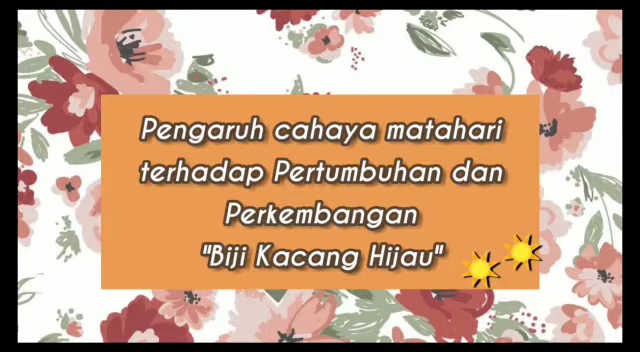 Pengaruh cahaya matahari
terhadap Pertumbuhan dan
Perkembangan
"Biji Kacang Hijau"